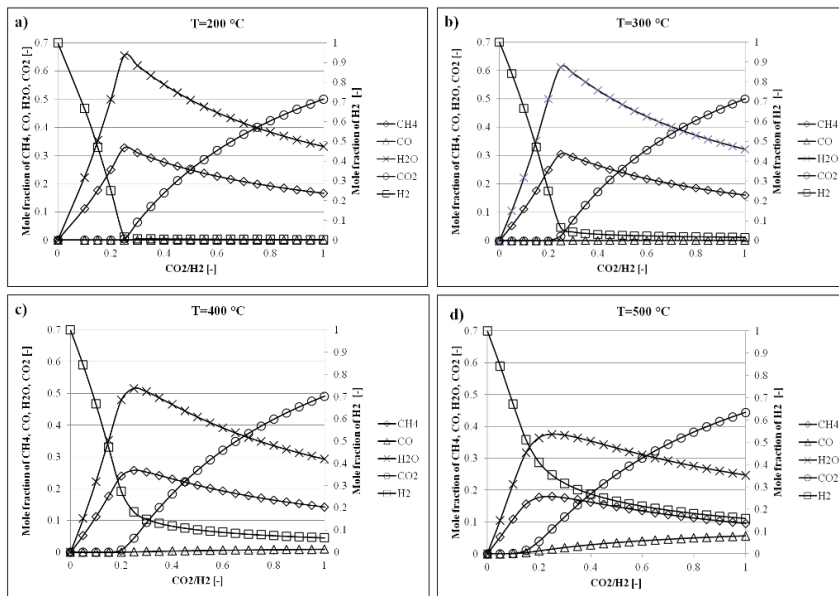 a)
T=200 °C
Mole fraction of CH4, CO, H2O, CO2 [-]
0.7
0.6
0.5
0.4
0.3
0.2
0.1
0
1
0.9
0.8
0.7
0.6
0.5
0.4
0.3
0.2
0.1
0
Mole fraction of H2 [-]
0 0.2 0.4 0.6 0.8 1
CO2/H2 [-]
CH4
CO
H2O
CO2
H2
b)
T=300 °C
Mole fraction of CH4, CO, H2O, CO2 [-]
0.7
0.6
0.5
0.4
0.3
0.2
0.1
0
1
0.9
0.8
0.7
0.6
0.5
0.4
0.3
0.2
0.1
0
Mole fraction of H2 [-]
0 0.2 0.4 0.6 0.8 1
CO2/H2 [-]
CH4
CO
H2O
CO2
H2
c)
T=400 °C
Mole fraction of CH4, CO, H2O, CO2 [-]
0.7
0.6
0.5
0.4
0.3
0.2
0.1
0
1
0.9
0.8
0.7
0.6
0.5
0.4
0.3
0.2
0.1
0
Mole fraction of H2 [-]
0 0.2 0.4 0.6 0.8 1
CO2/H2 [-]
CH4
CO
H2O
CO2
H2
d)
T=500 °C
Mole fraction of CH4, CO, H2O, CO2 [-]
0.7
0.6
0.5
0.4
0.3
0.2
0.1
0
1
0.9
0.8
0.7
0.6
0.5
0.4
0.3
0.2
0.1
0
Mole fraction of H2 [-]
0 0.2 0.4 0.6 0.8 1
CO2/H2 [-]
CH4
CO
H2O
CO2
H2